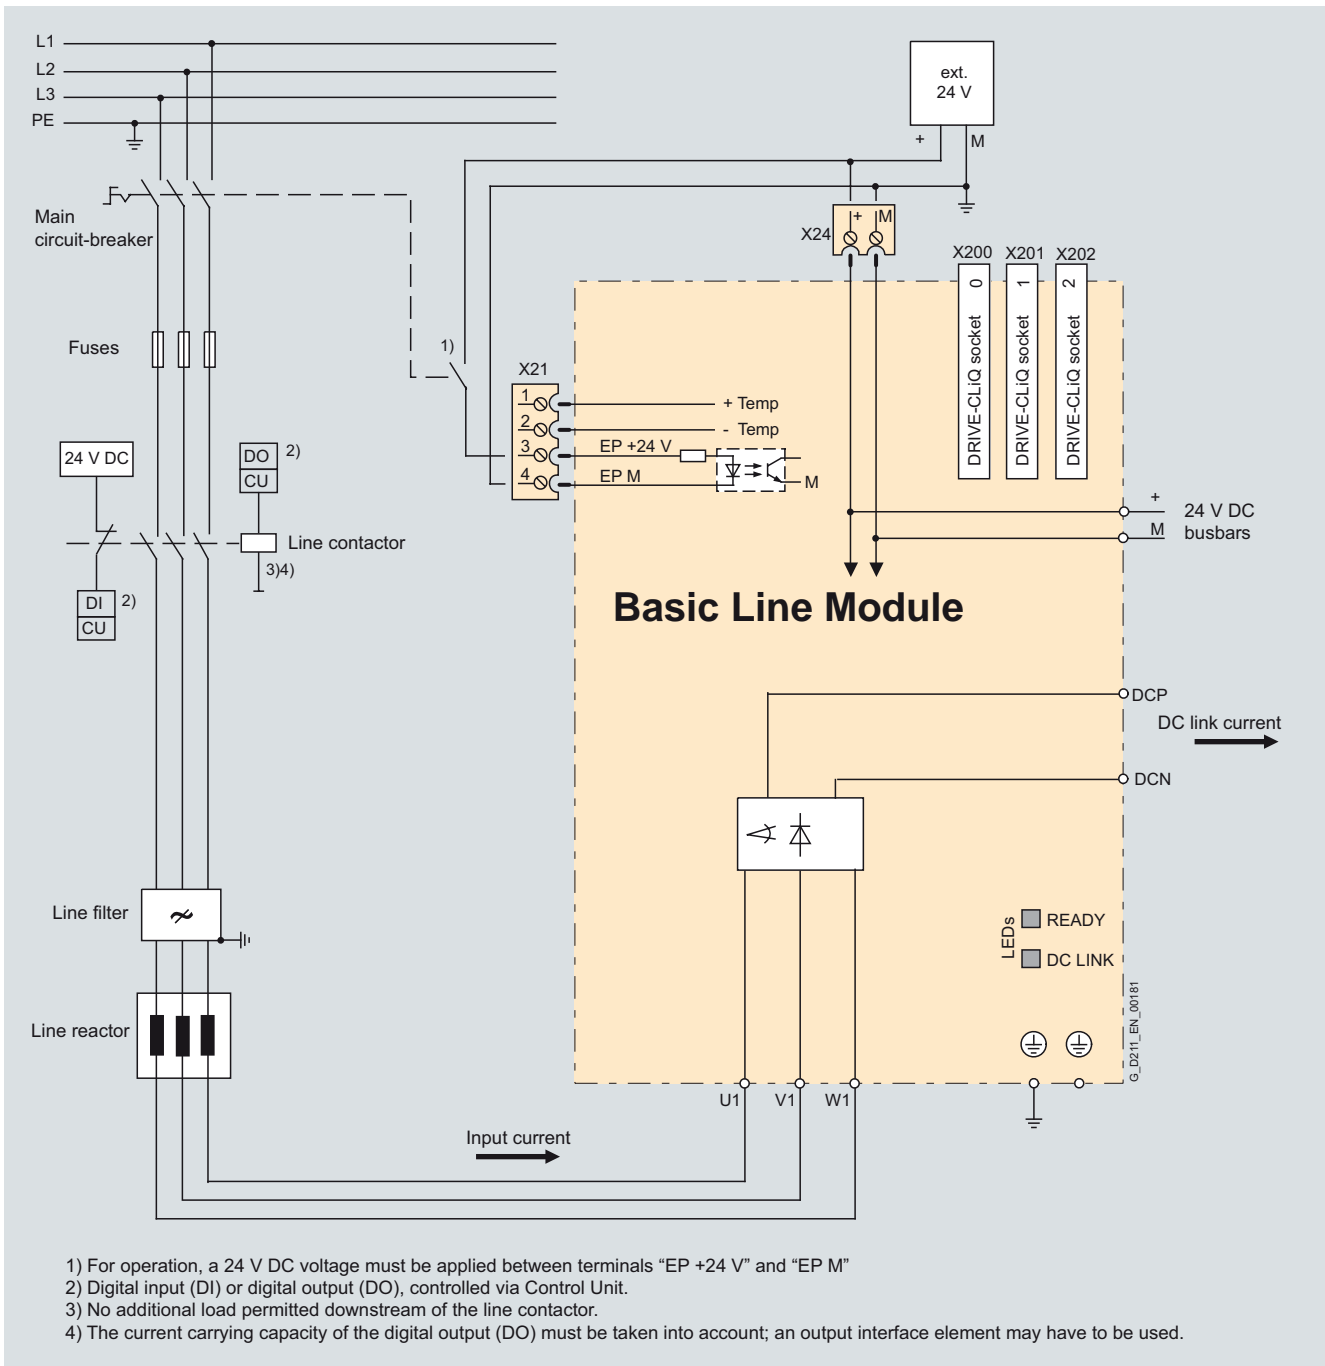 L1
L2
L3
PE
ext.
24 V
+ M
Main
circuit-breaker
X24
+ M
X200 X201 X202
DRIVE-CLiQ socket 0
DRIVE-CLiQ socket 1
DRIVE-CLiQ socket 2
Fuses
1)
X21
1
2
3
4
+ Temp
- Temp
EP +24 V
EP M
M
24 V DC
DO
CU
2)
Line contactor
3)4)
DI
CU
2)
+
M
24 V DC
busbars
Basic Line Module
DCP
DC link current
DCN
Line filter
LEDs
READY
DC LINK
G_D211_EN_00181
Line reactor
U1 V1 W1
Input current
1) For operation, a 24 V DC voltage must be applied between terminals “EP +24 V” and “EP M”
2) Digital input (DI) or digital output (DO), controlled via Control Unit.
3) No additional load permitted downstream of the line contactor.
4) The current carrying capacity of the digital output (DO) must be taken into account; an output interface element may have to be used.